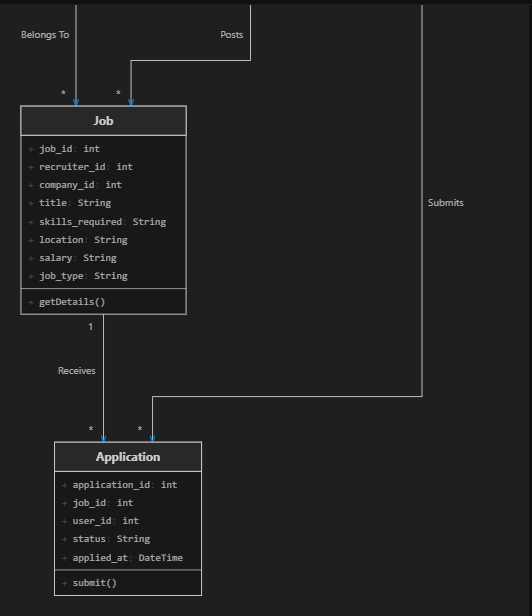 Belongs To
Posts
*
*
Job
+ job_id: int
+ recruiter_id: int
+ company_id: int
+ title: String
+ skills_required: String
+ location: String
+ salary: String
+ job_type: String
+ getDetails()
Submits
1
Receives
*
*
Application
+ application_id: int
+ job_id: int
+ user_id: int
+ status: String
+ applied_at: DateTime
+ submit()